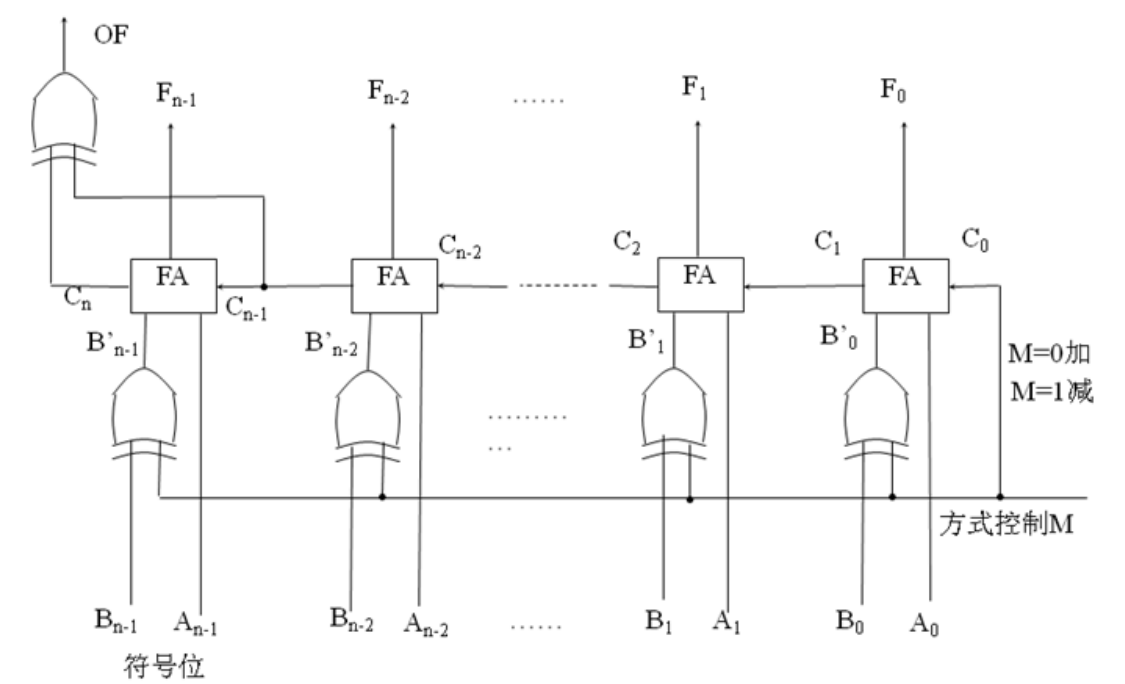 OF
Fn-1
Fn-2
......
F1
F0
Cn
FA
Cn-1
FA
Cn-2
C2
FA
C1
FA
C0
B'n-1
B'n-2
B'1
B'0
M=0加
M=1减
.........
...
方式控制M
Bn-1
An-1
Bn-2
An-2
......
B1
A1
B0
A0
符号位